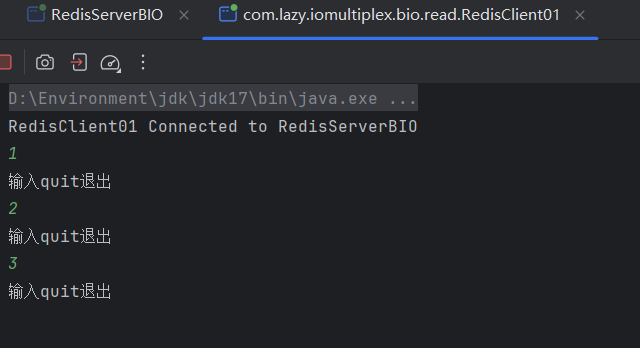 RedisServerBIO × com.lazy.iomultiplex.bio.read.RedisClient01 ×
D:\Environment\jdk\jdk17\bin\java.exe ...
RedisClient01 Connected to RedisServerBIO
1
输入quit退出
2
输入quit退出
3
输入quit退出